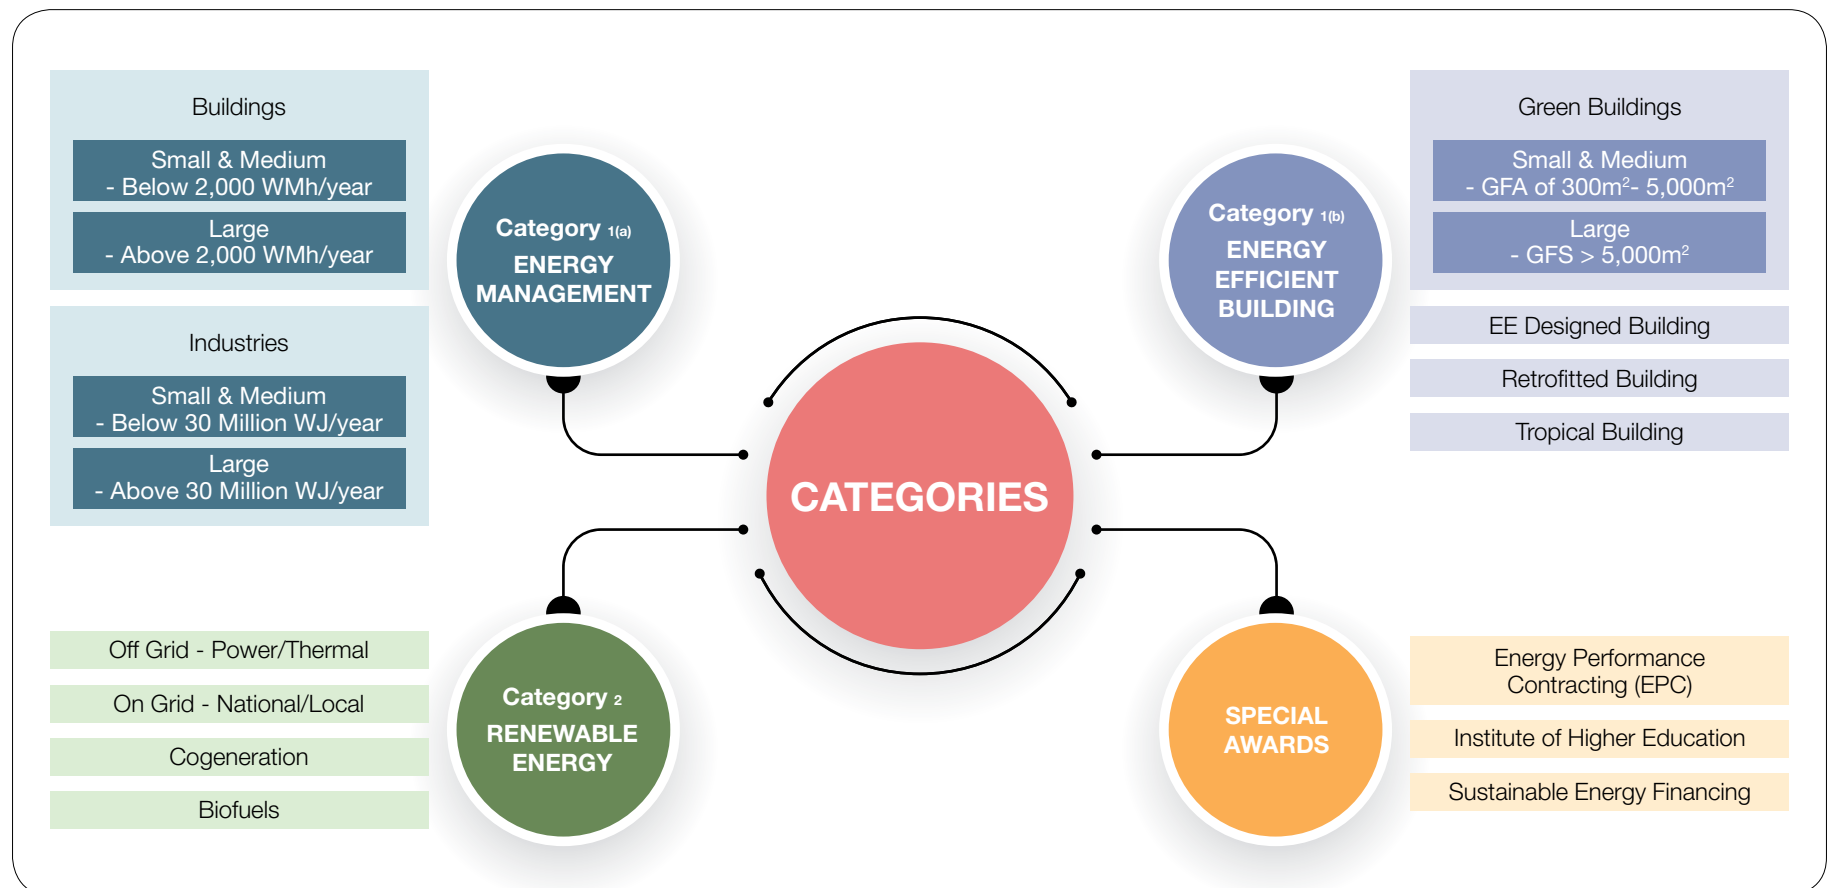 Buildings
Small & Medium
- Below 2,000 WMh/year
Large
- Above 2,000 WMh/year
Industries
Small & Medium
- Below 30 Million WJ/year
Large
- Above 30 Million WJ/year
Category 1(a)
ENERGY
MANAGEMENT
Category 1(b)
ENERGY
EFFICIENT
BUILDING
Green Buildings
Small & Medium
- GFA of 300m²- 5,000m²
Large
- GFS > 5,000m²
EE Designed Building
Retrofitted Building
Tropical Building
CATEGORIES
Off Grid - Power/Thermal
On Grid - National/Local
Cogeneration
Biofuels
Category 2
RENEWABLE
ENERGY
SPECIAL
AWARDS
Energy Performance
Contracting (EPC)
Institute of Higher Education
Sustainable Energy Financing